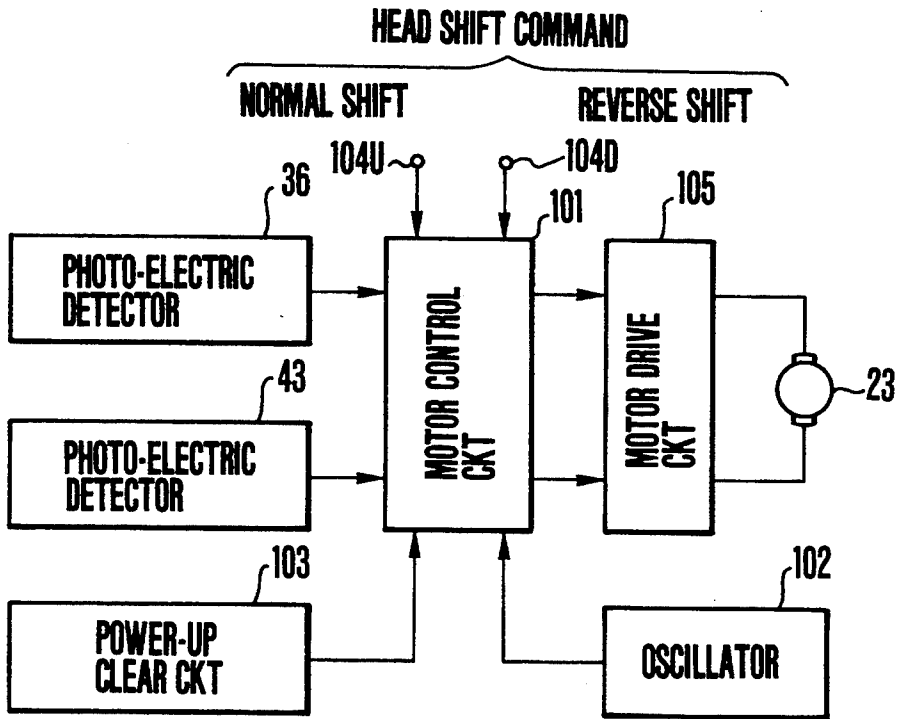 HEAD SHIFT COMMAND
NORMAL SHIFT
REVERSE SHIFT
104U
104D
36
101
105
PHOTO-ELECTRIC
DETECTOR
MOTOR CONTROL
CKT
MOTOR DRIVE
CKT
23
43
PHOTO-ELECTRIC
DETECTOR
103
102
POWER-UP
CLEAR CKT
OSCILLATOR